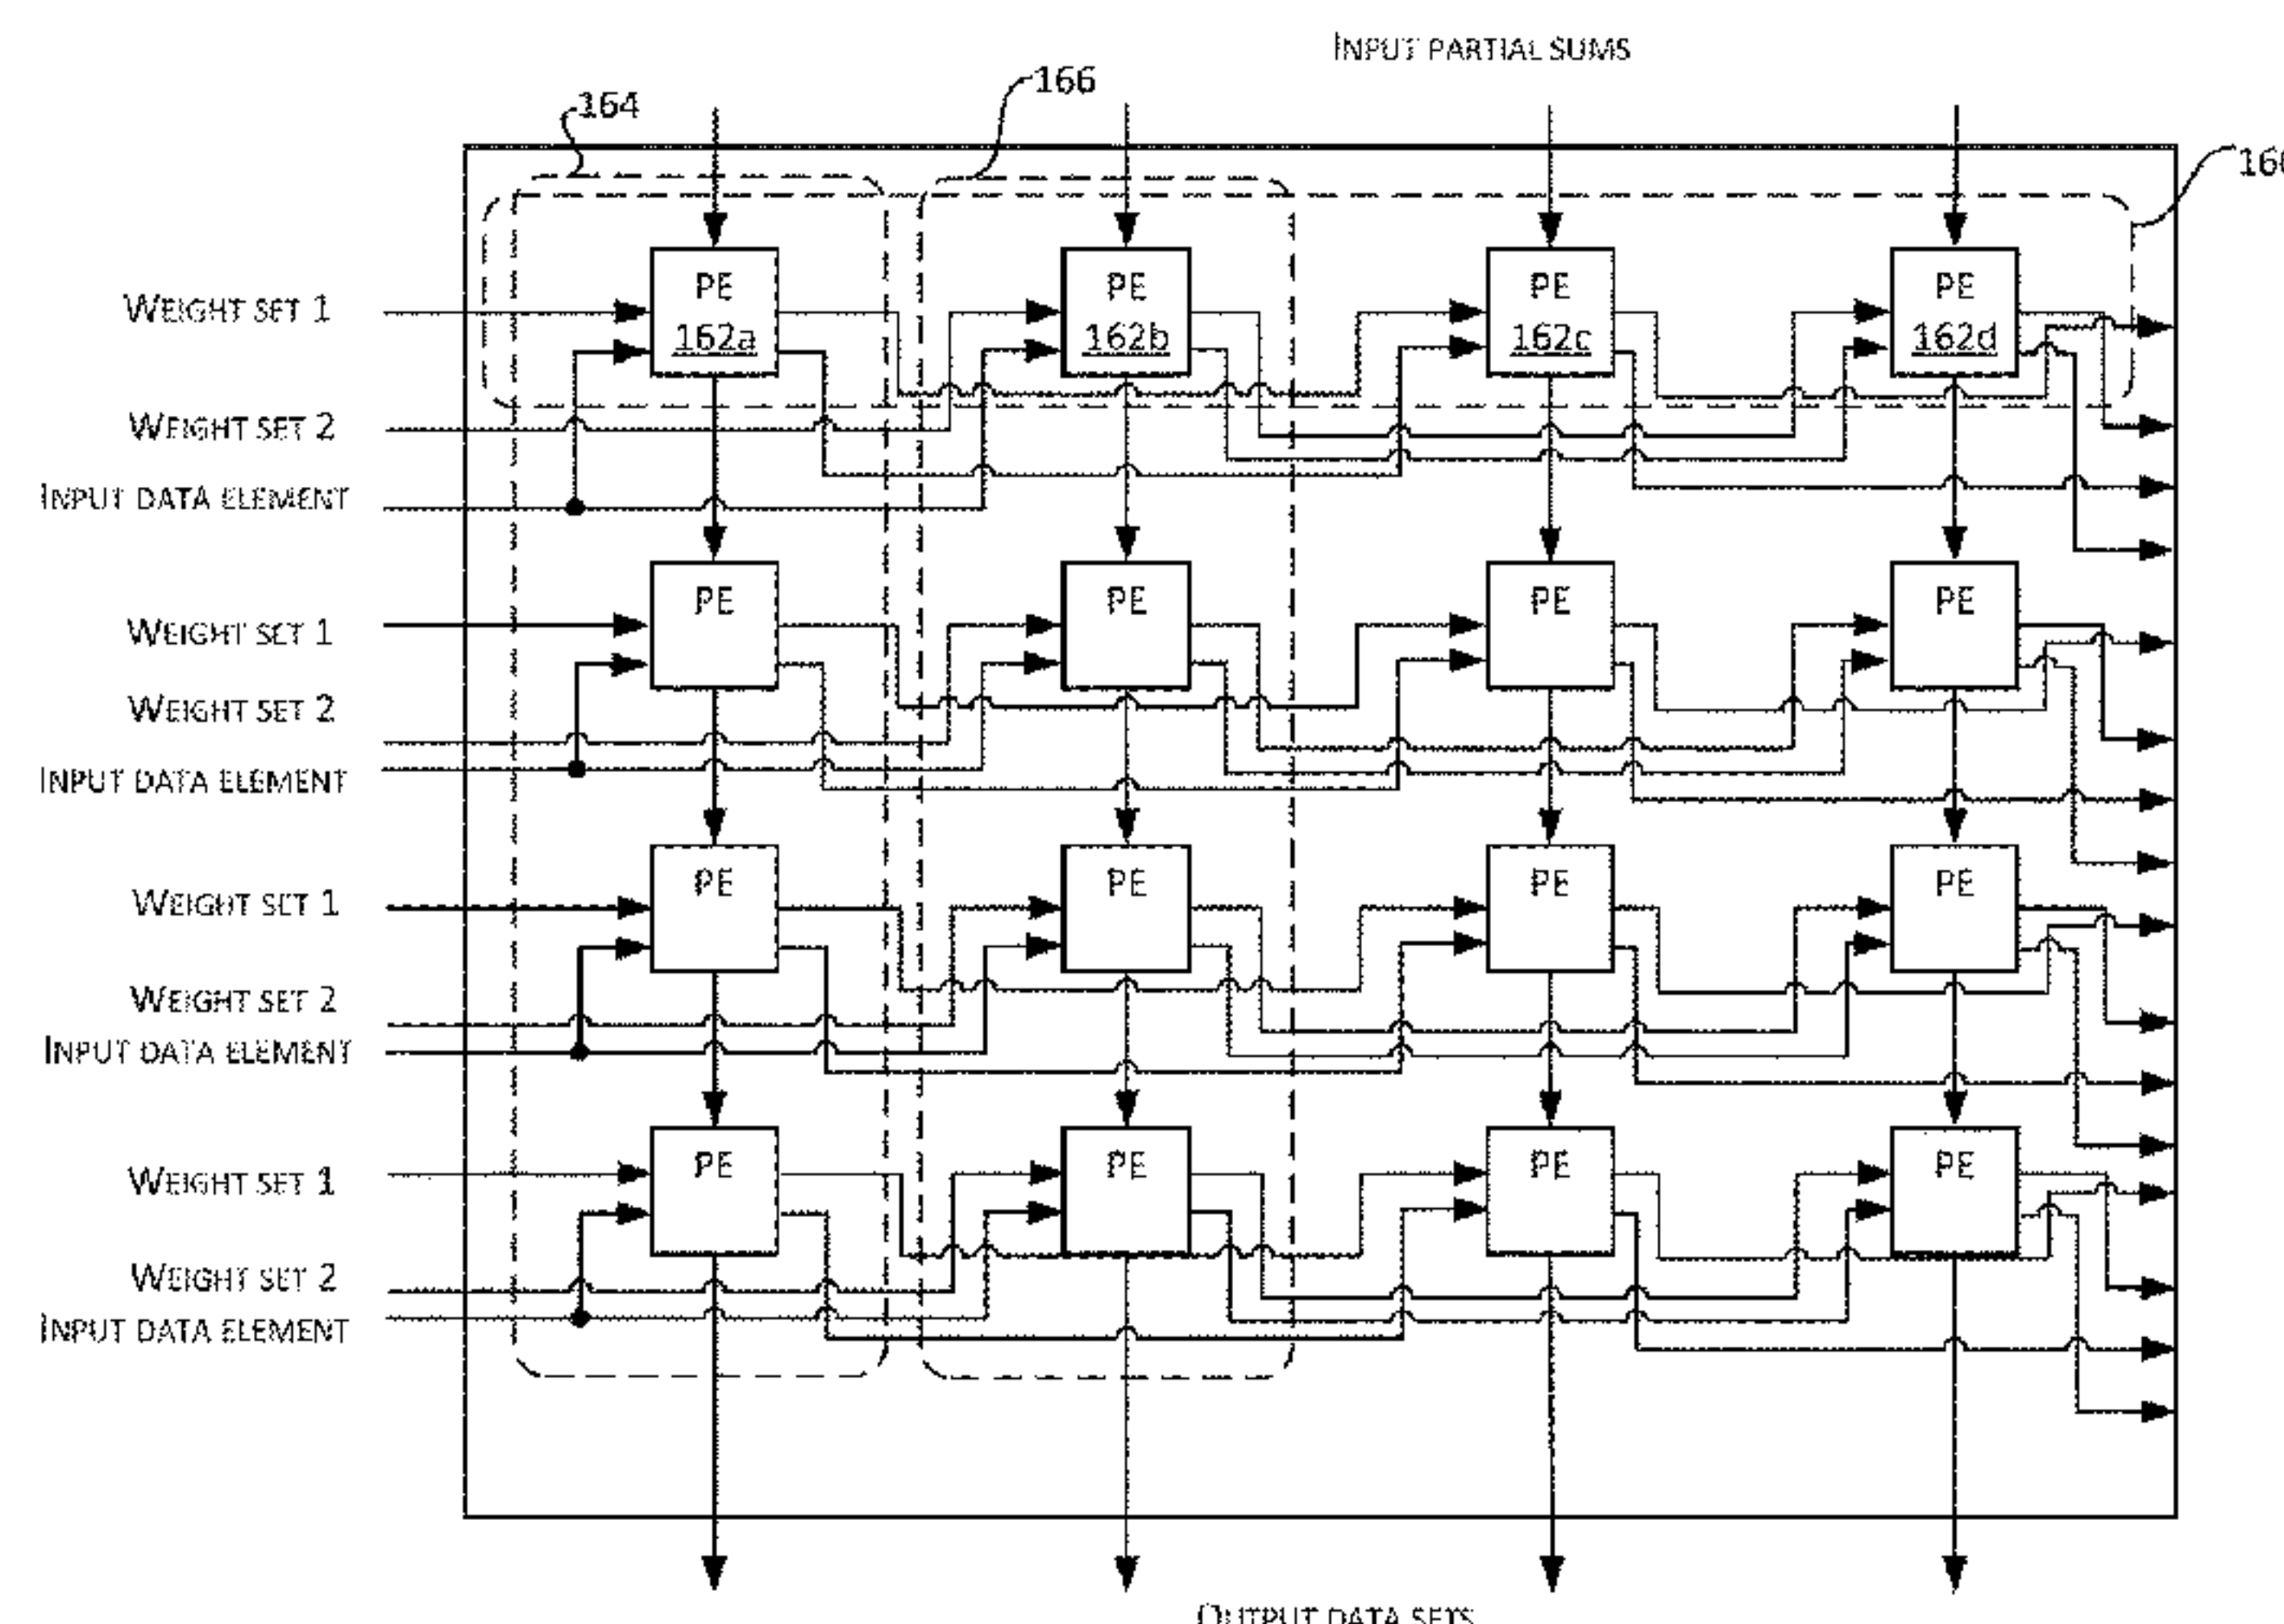 INPUT PARTIAL SUMS
166
164
PE
162a
PE
162b
PE
162c
PE
162d
WEIGHT SET 1
WEIGHT SET 2
INPUT DATA ELEMENT
PE
PE
PE
PE
WEIGHT SET 1
WEIGHT SET 2
INPUT DATA ELEMENT
PE
PE
PE
PE
WEIGHT SET 1
WEIGHT SET 2
INPUT DATA ELEMENT
PE
PE
PE
PE
WEIGHT SET 1
WEIGHT SET 2
INPUT DATA ELEMENT
OUTPUT DATA SETS